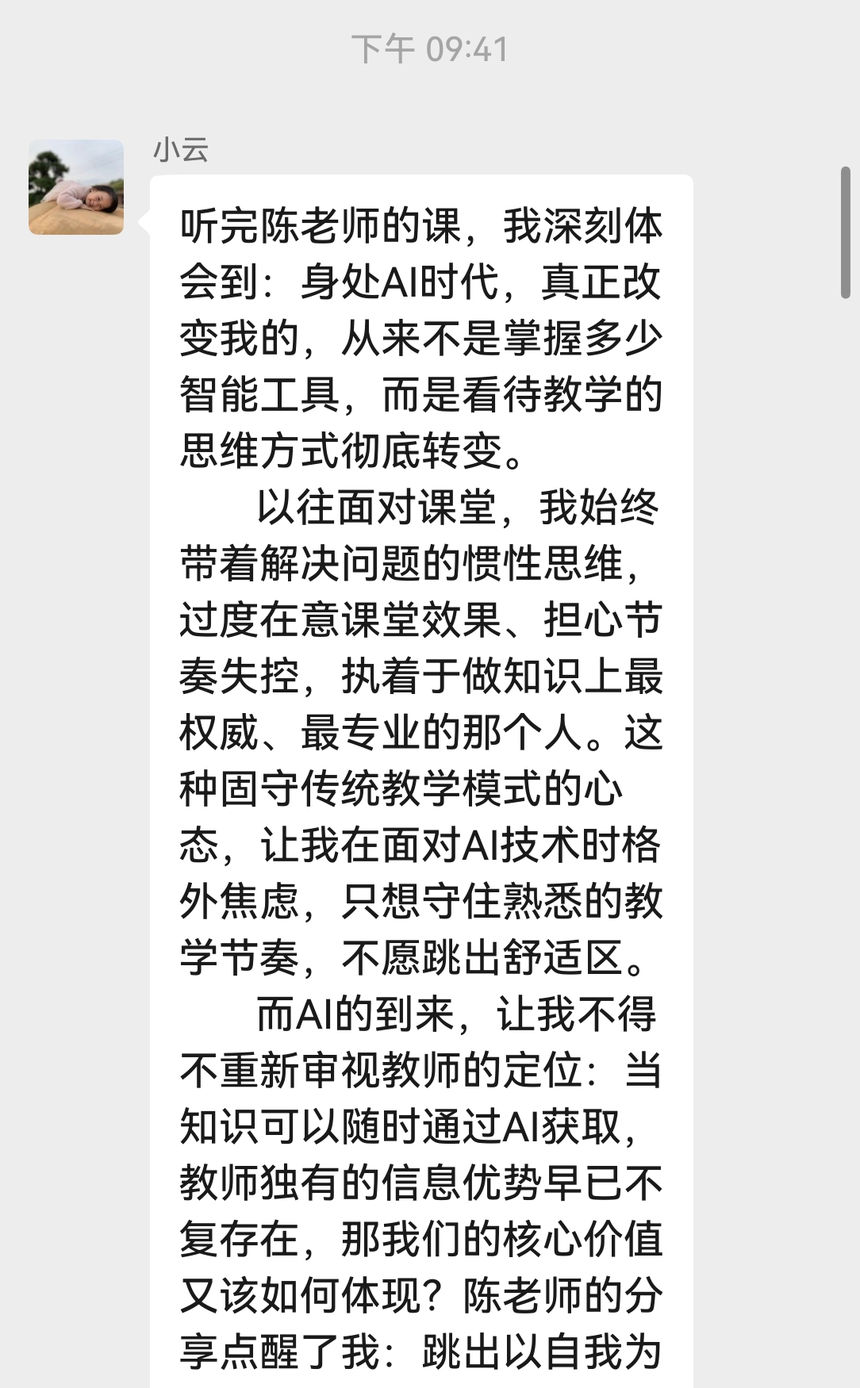 下午 09:41
小云
听完陈老师的课，我深刻体
会到：身处AI时代，真正改
变我的，从来不是掌握多少
智能工具，而是看待教学的
思维方式彻底转变。
以往面对课堂，我始终
带着解决问题的惯性思维，
过度在意课堂效果、担心节
奏失控，执着于做知识上最
权威、最专业的那个人。这
种固守传统教学模式的心
态，让我在面对AI技术时格
外焦虑，只想守住熟悉的教
学节奏，不愿跳出舒适区。
而AI的到来，让我不得
不重新审视教师的定位：当
知识可以随时通过AI获取，
教师独有的信息优势早已不
复存在，那我们的核心价值
又该如何体现？陈老师的分
享点醒了我：跳出以自我为